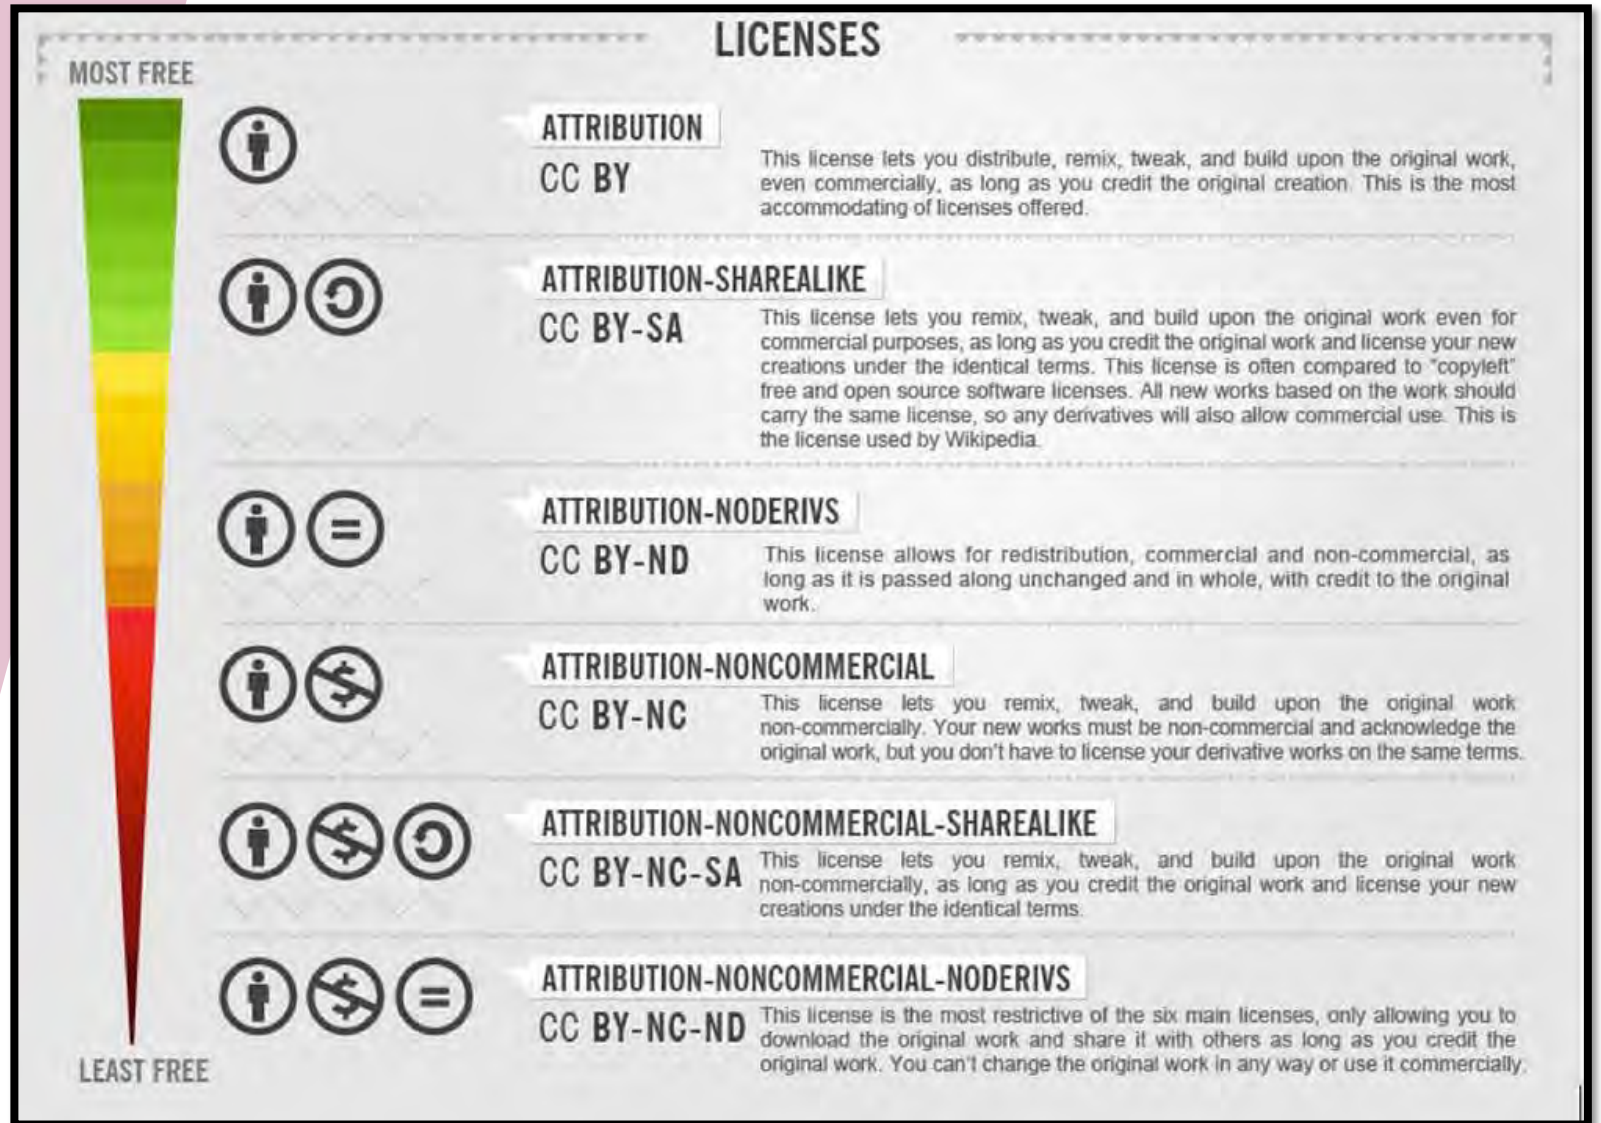 LICENSES
MOST FREE
ATTRIBUTION
CC BY
This license lets you distribute, remix, tweak, and build upon the original work,
even commercially, as long as you credit the original creation. This is the most
accommodating of licenses offered.
ATTRIBUTION-SHAREALIKE
CC BY-SA
This license lets you remix, tweak, and build upon the original work even for
commercial purposes, as long as you credit the original work and license your new
creations under the identical terms. This license is often compared to "copyleft"
free and open source software licenses. All new works based on the work should
carry the same license, so any derivatives will also allow commercial use. This is
the license used by Wikipedia.
ATTRIBUTION-NODERIVS
CC BY-ND
This license allows for redistribution, commercial and non-commercial, as
long as it is passed along unchanged and in whole, with credit to the original
work.
ATTRIBUTION-NONCOMMERCIAL
CC BY-NC
This license lets you remix, tweak, and build upon the original work
non-commercially. Your new works must be non-commercial and acknowledge the
original work, but you don't have to license your derivative works on the same terms.
ATTRIBUTION-NONCOMMERCIAL-SHAREALIKE
CC BY-NC-SA
This license lets you remix, tweak, and build upon the original work
non-commercially, as long as you credit the original work and license your new
creations under the identical terms.
ATTRIBUTION-NONCOMMERCIAL-NODERIVS
CC BY-NC-ND
This license is the most restrictive of the six main licenses, only allowing you to
download the original work and share it with others as long as you credit the
original work. You can't change the original work in any way or use it commercially.
LEAST FREE